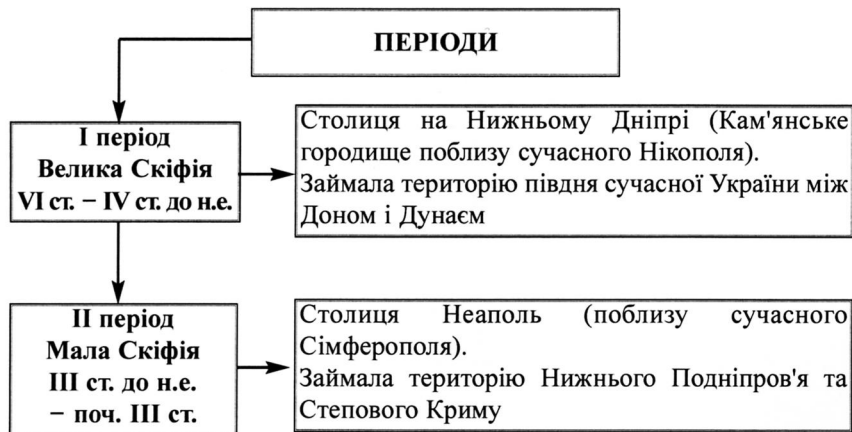 ПЕРІОДИ
І період
Велика Скіфія
VI ст. – IV ст. до н.е.
Столиця на Нижньому Дніпрі (Кам'янське
городище поблизу сучасного Нікополя).
Займала територію півдня сучасної України між
Доном і Дунаєм
ІІ період
Мала Скіфія
ІІІ ст. до н.е.
– поч. ІІІ ст.
Столиця Неаполь (поблизу сучасного
Сімферополя).
Займала територію Нижнього Подніпров'я та
Степового Криму